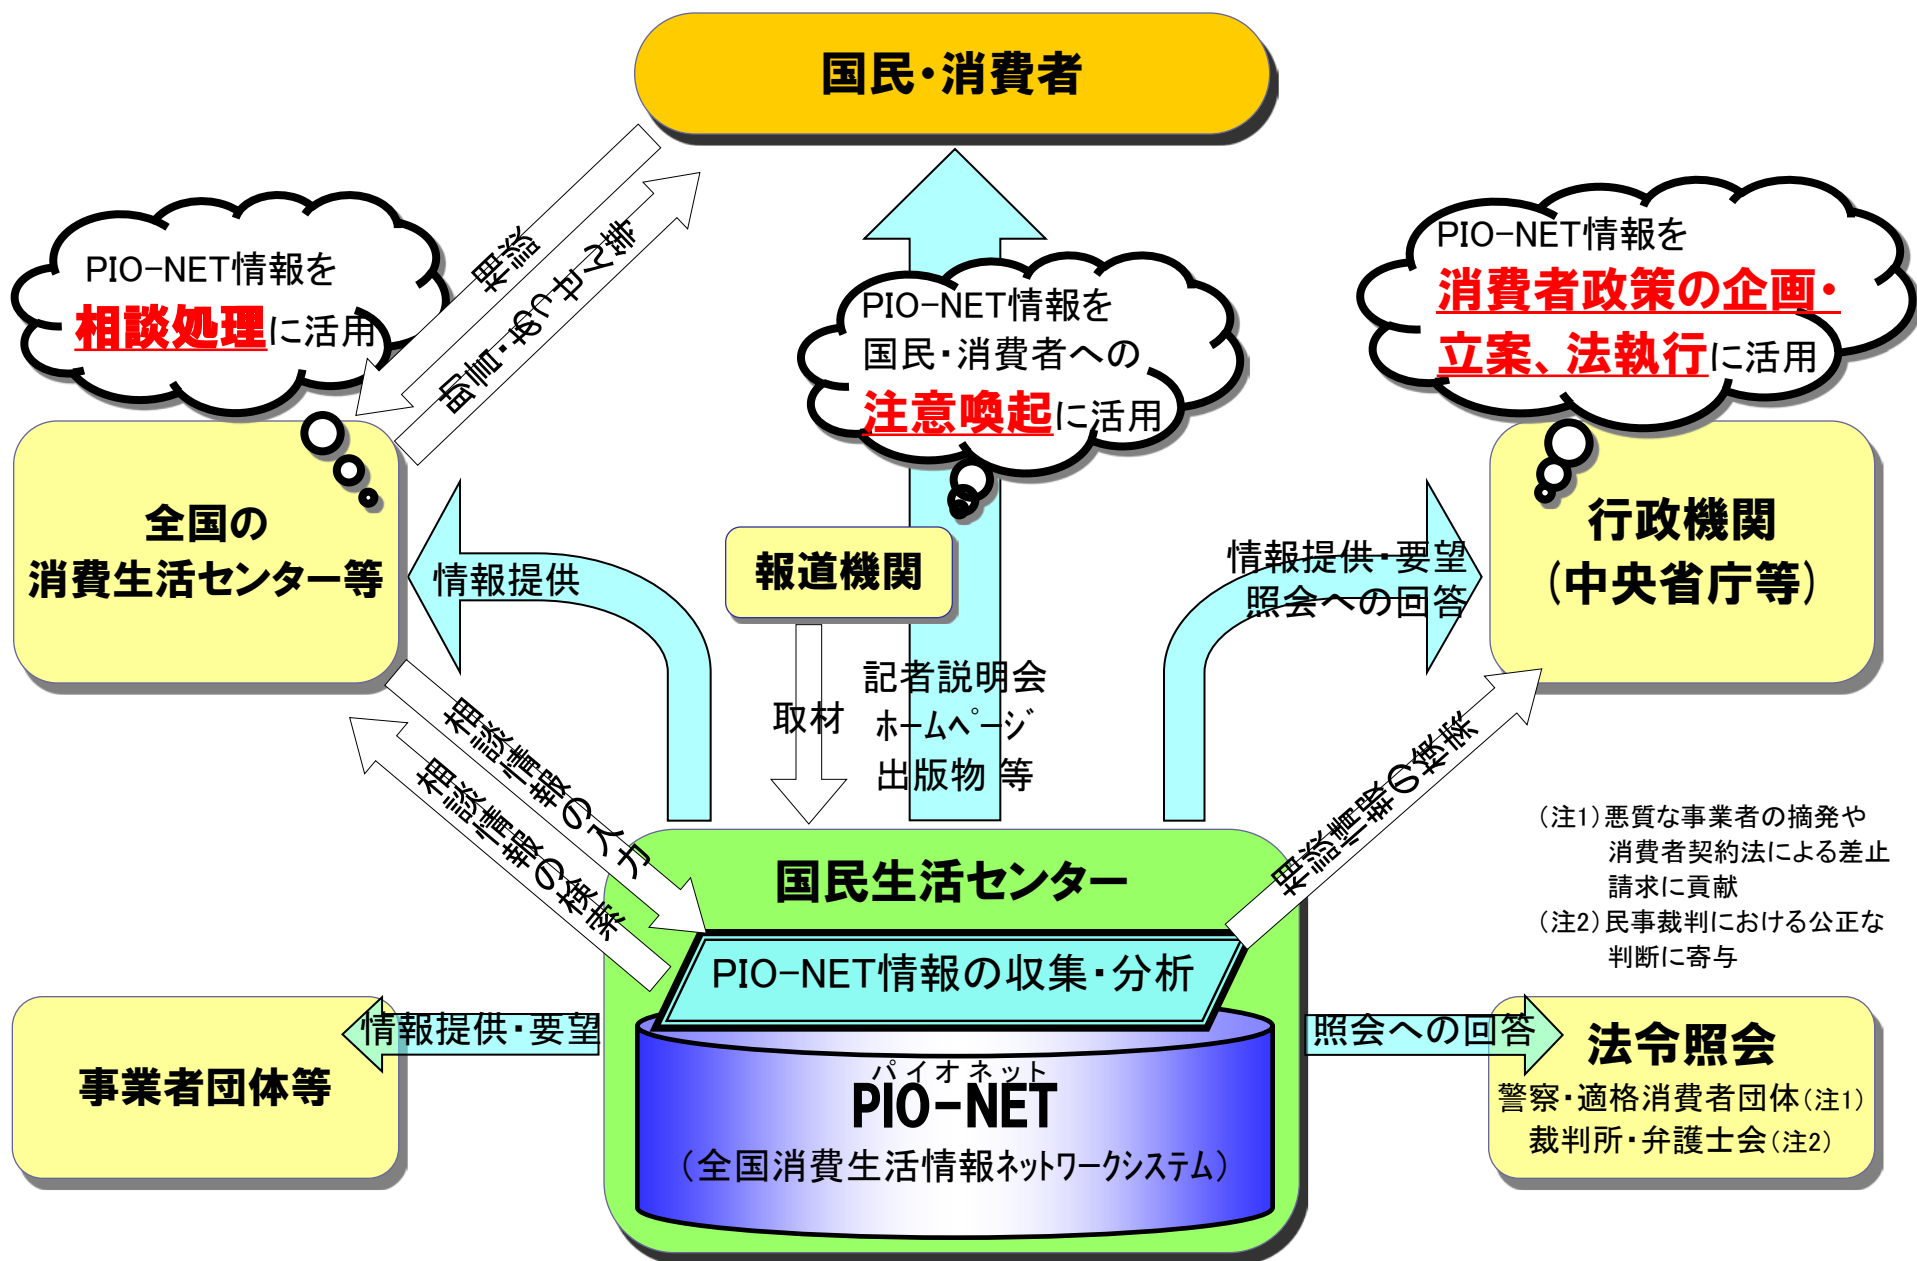 国民・消費者
相談
助言・あっせん等
PIO-NET情報を
相談処理に活用
PIO-NET情報を
国民・消費者への
注意喚起に活用
PIO-NET情報を
消費者政策の企画・
立案、法執行に活用
全国の
消費生活センター等
情報提供
報道機関
情報提供・要望
照会への回答
行政機関
(中央省庁等)
取材
記者説明会
ホームページ
出版物 等
相談情報の入力
相談情報の検索
相談情報の検索
(注1)悪質な事業者の摘発や
消費者契約法による差止
請求に貢献
(注2)民事裁判における公正な
判断に寄与
国民生活センター
PIO-NET情報の収集・分析
パイオネット
PIO-NET
(全国消費生活情報ネットワークシステム)
情報提供・要望
事業者団体等
照会への回答
法令照会
警察・適格消費者団体(注1)
裁判所・弁護士会(注2)